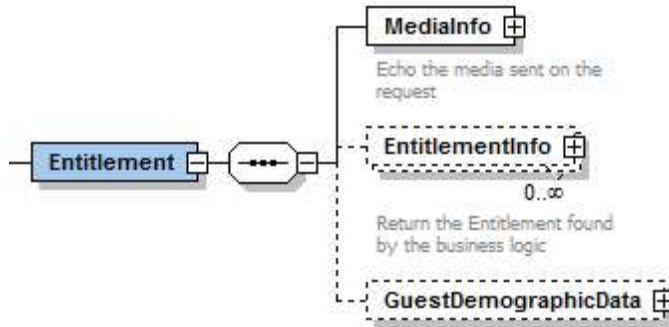 MediaInfo
Echo the media sent on the
request
Entitlement
EntitlementInfo
0..∞
Return the Entitlement found
by the business logic
GuestDemographicData